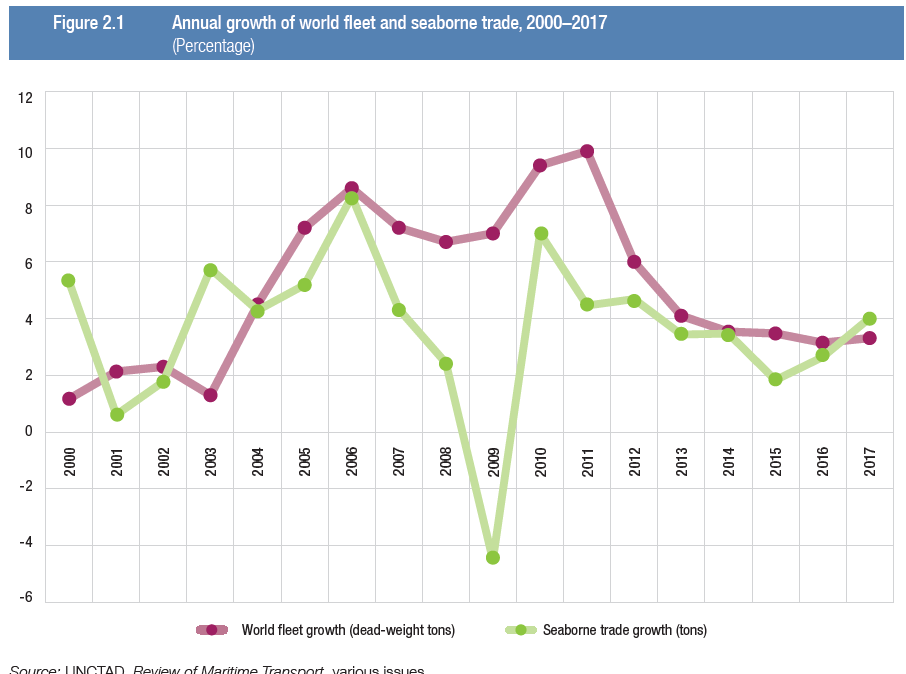 Figure 2.1 Annual growth of world fleet and seaborne trade, 2000–2017
(Percentage)
12
10
8
6
4
2
0
-2
-4
-6
2000 2001 2002 2003 2004 2005 2006 2007 2008 2009 2010 2011 2012 2013 2014 2015 2016 2017
World fleet growth (dead-weight tons) Seaborne trade growth (tons)
Source: UNCTAD, Review of Maritime Transport, various issues.